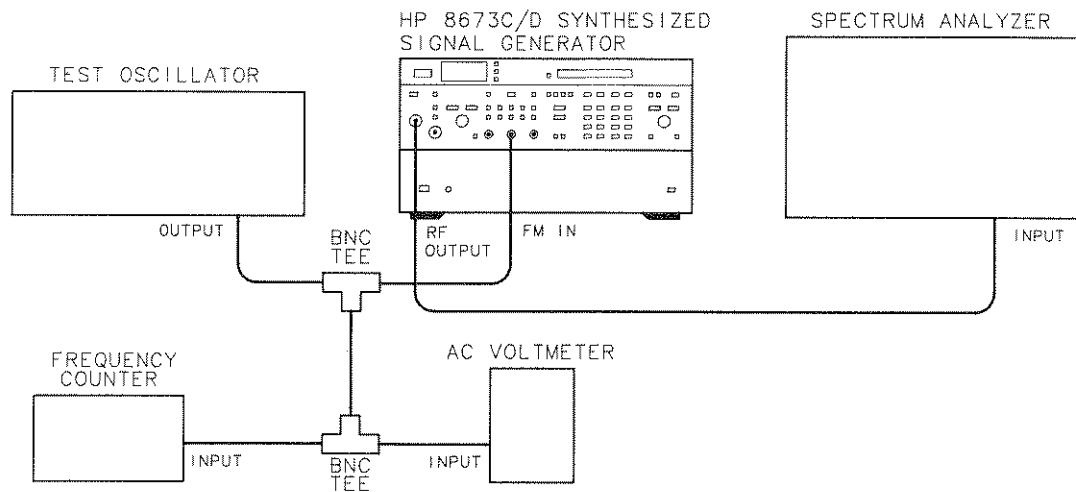 HP 8673C/D SYNTHESIZED
SIGNAL GENERATOR
SPECTRUM ANALYZER
TEST OSCILLATOR
OUTPUT
BNC
TEE
RF
OUTPUT
FM IN
INPUT
FREQUENCY
COUNTER
AC VOLTMETER
INPUT
BNC
TEE
INPUT